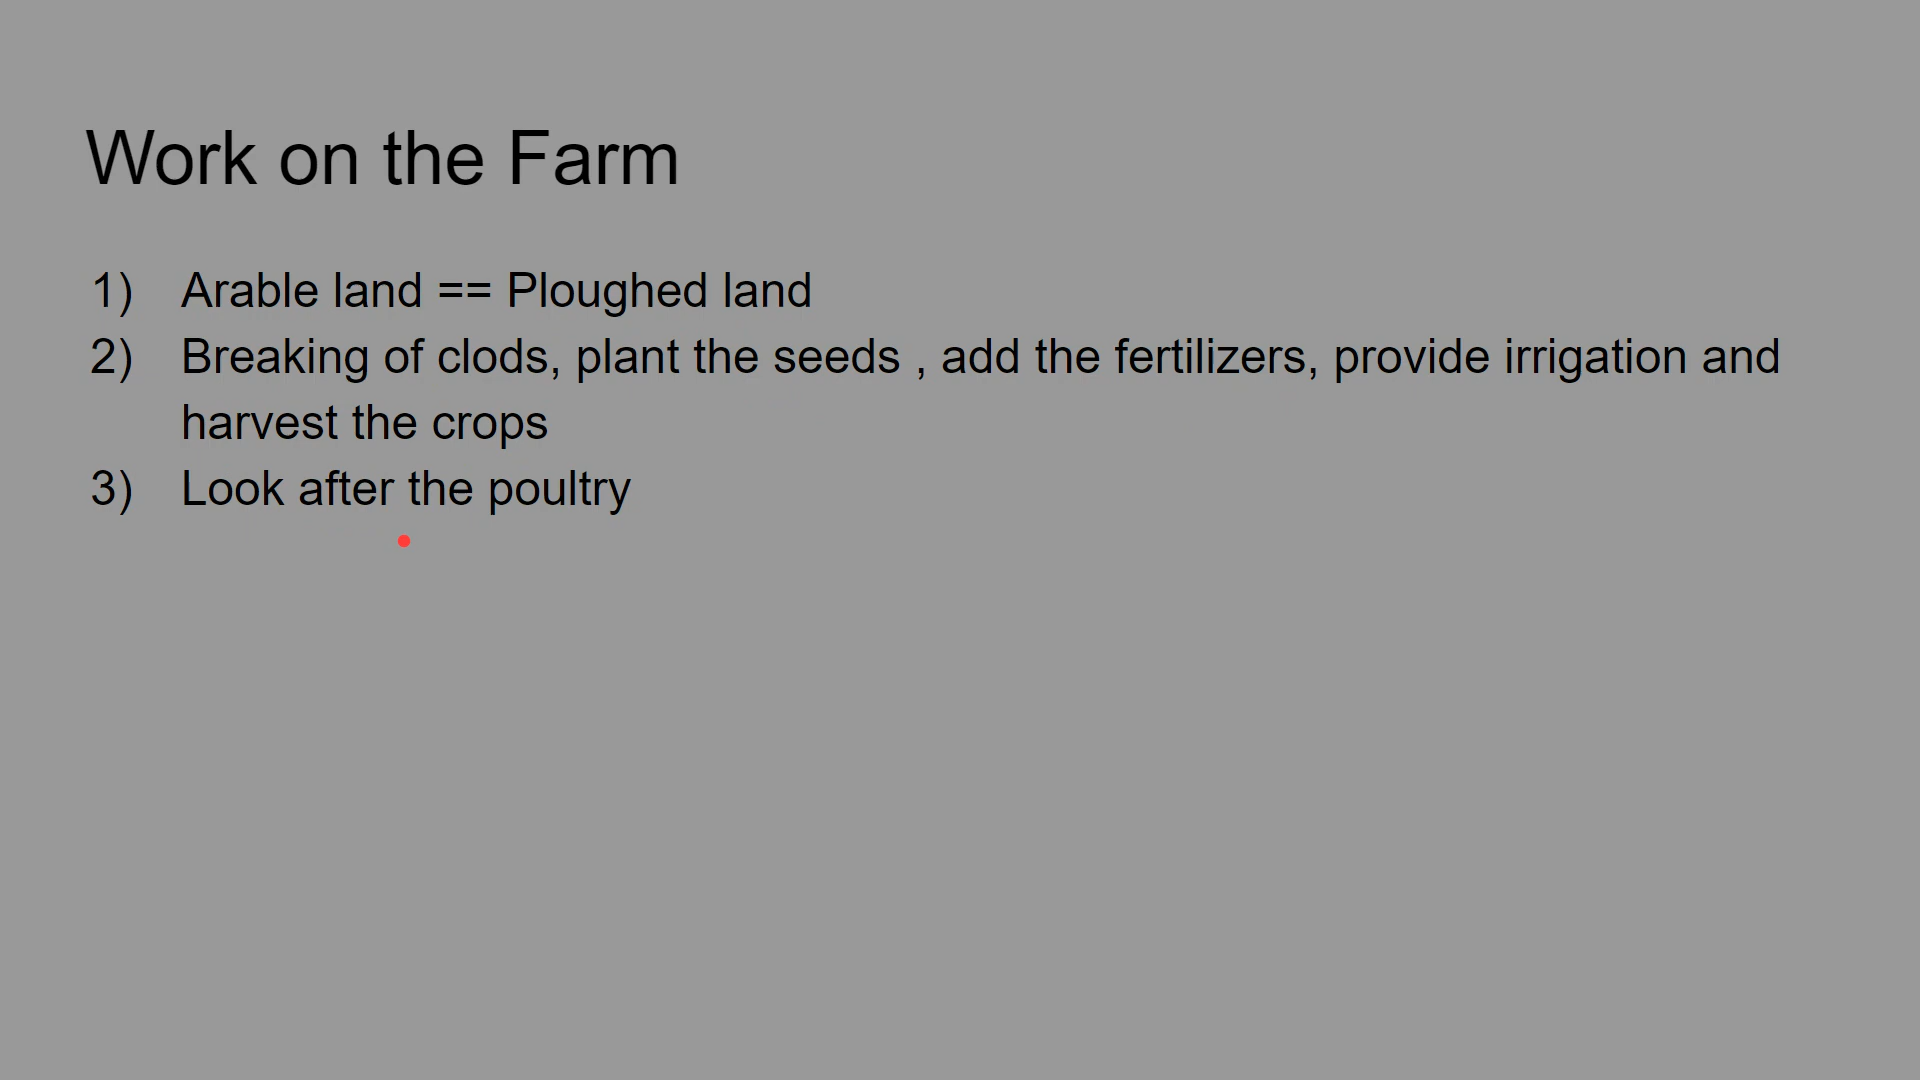 Work on the Farm
1) Arable land == Ploughed land
2) Breaking of clods, plant the seeds , add the fertilizers, provide irrigation and
harvest the crops
3) Look after the poultry